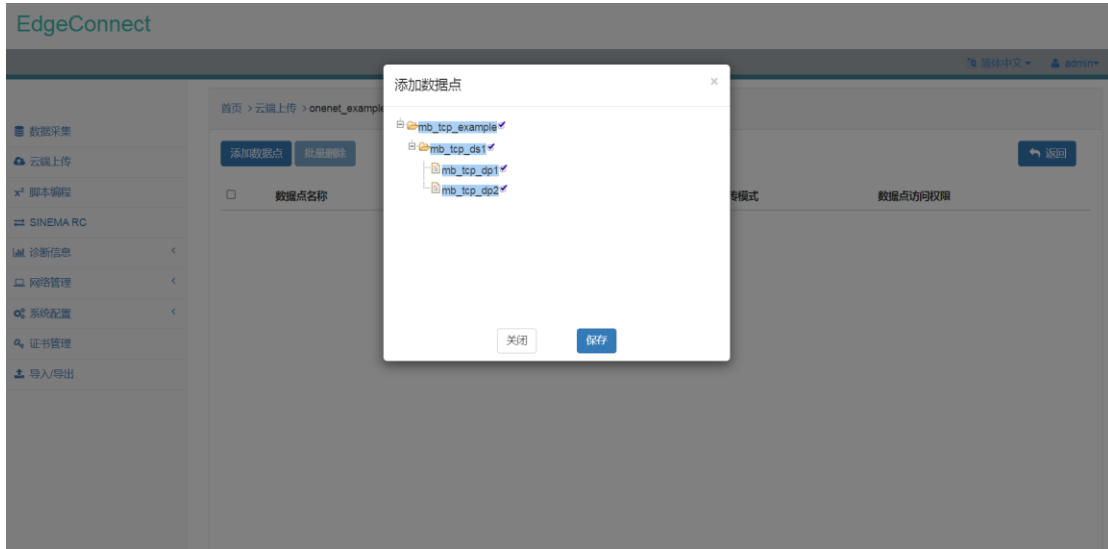 EdgeConnect
简体中文 admin
添加数据点 ×
首页 › 云端上传 › onenet_example
mb_tcp_example
数据采集
mb_tcp_ds1
添加数据点 批量删除 返回
云端上传
mb_tcp_dp1
mb_tcp_dp2
脚本编程
数据点名称 模式 数据点访问权限
SINEMA RC
诊断信息
网络管理
系统配置
关闭 保存
证书管理
导入/导出